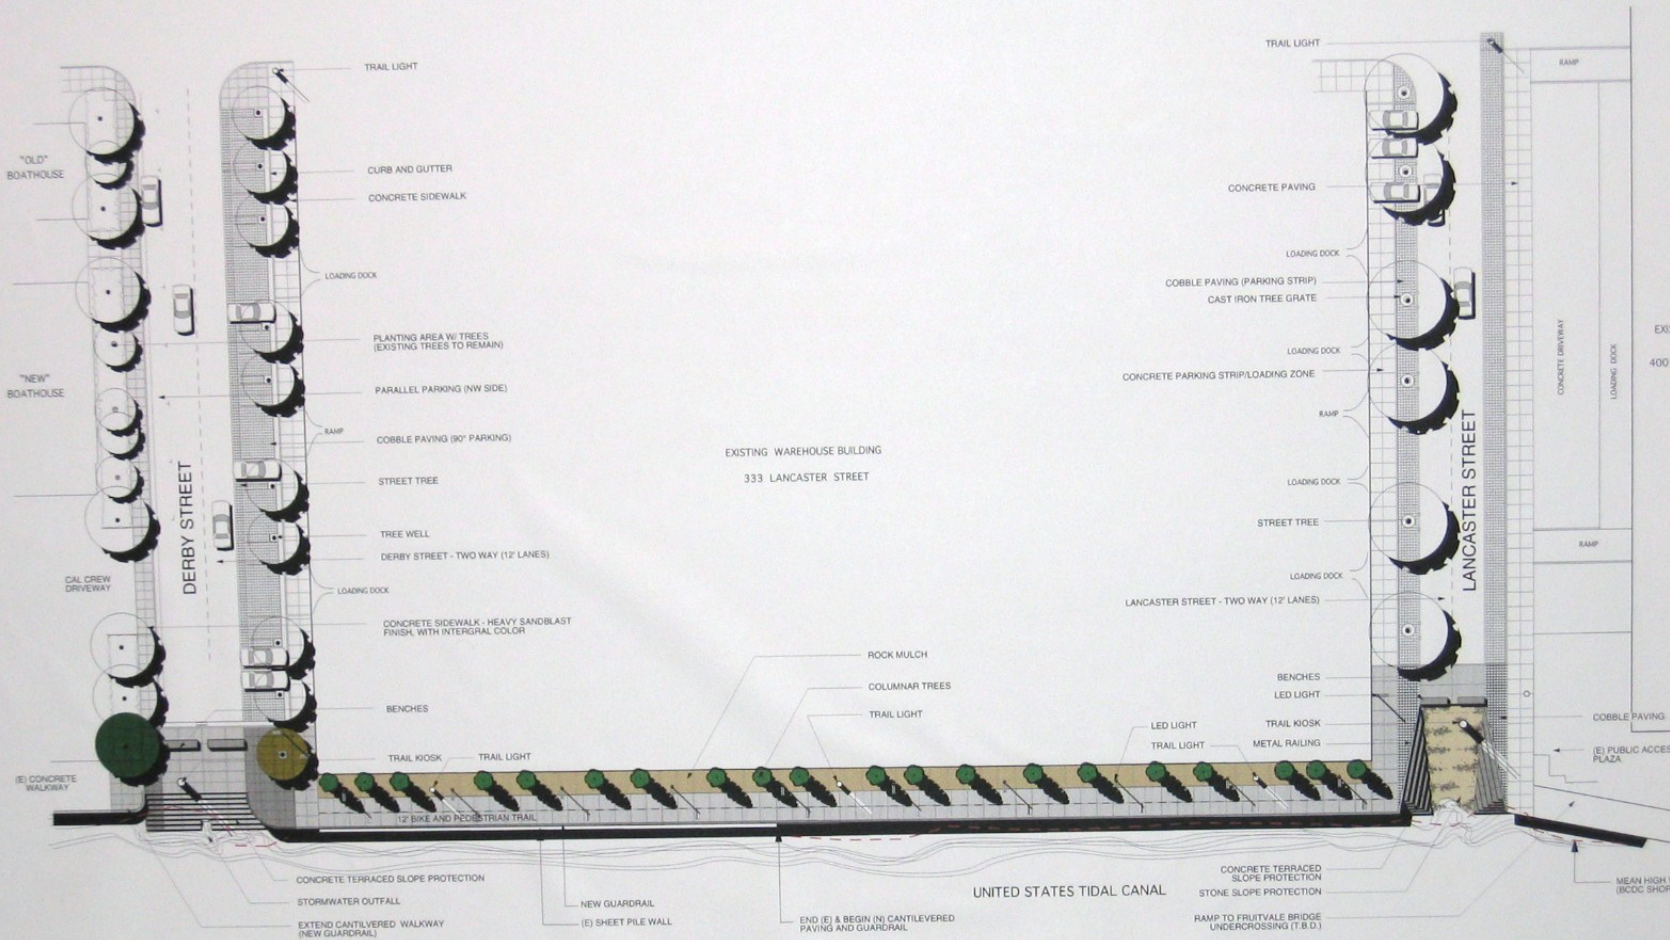 TRAIL LIGHT
CURB AND GUTTER
CONCRETE SIDEWALK
"OLD"
BOATHOUSE
LOADING DOCK
PLANTING AREA W/ TREES
(EXISTING TREES TO REMAIN)
"NEW"
BOATHOUSE
PARALLEL PARKING (NW SIDE)
RAMP
COBBLE PAVING (90° PARKING)
STREET TREE
DERBY STREET
TREE WELL
DERBY STREET - TWO WAY (12' LANES)
CAL CREW
DRIVEWAY
LOADING DOCK
CONCRETE SIDEWALK - HEAVY SANDBLAST
FINISH, WITH INTERGRAL COLOR
BENCHES
TRAIL KIOSK
TRAIL LIGHT
(E) CONCRETE
WALKWAY
12' BIKE AND PEDESTRIAN TRAIL
EXISTING WAREHOUSE BUILDING
333 LANCASTER STREET
ROCK MULCH
COLUMNAR TREES
TRAIL LIGHT
LED LIGHT
TRAIL LIGHT
TRAIL LIGHT
RAMP
CONCRETE PAVING
LOADING DOCK
COBBLE PAVING (PARKING STRIP)
CAST IRON TREE GRATE
LOADING DOCK
CONCRETE PARKING STRIP/LOADING ZONE
RAMP
LOADING DOCK
STREET TREE
LOADING DOCK
LANCASTER STREET - TWO WAY (12' LANES)
LANCASTER STREET
CONCRETE DRIVEWAY
LOADING DOCK
EXIS
400
RAMP
BENCHES
LED LIGHT
TRAIL KIOSK
METAL RAILING
COBBLE PAVING
(E) PUBLIC ACCES
PLAZA
CONCRETE TERRACED SLOPE PROTECTION
STORMWATER OUTFALL
EXTEND CANTILVERED WALKWAY
(NEW GUARDRAIL)
NEW GUARDRAIL
(E) SHEET PILE WALL
END (E) & BEGIN (N) CANTILEVERED
PAVING AND GUARDRAIL
UNITED STATES TIDAL CANAL
CONCRETE TERRACED
SLOPE PROTECTION
STONE SLOPE PROTECTION
RAMP TO FRUITVALE BRIDGE
UNDERCROSSING (T.B.D.)
MEAN HIGH
(BCDC SHOR